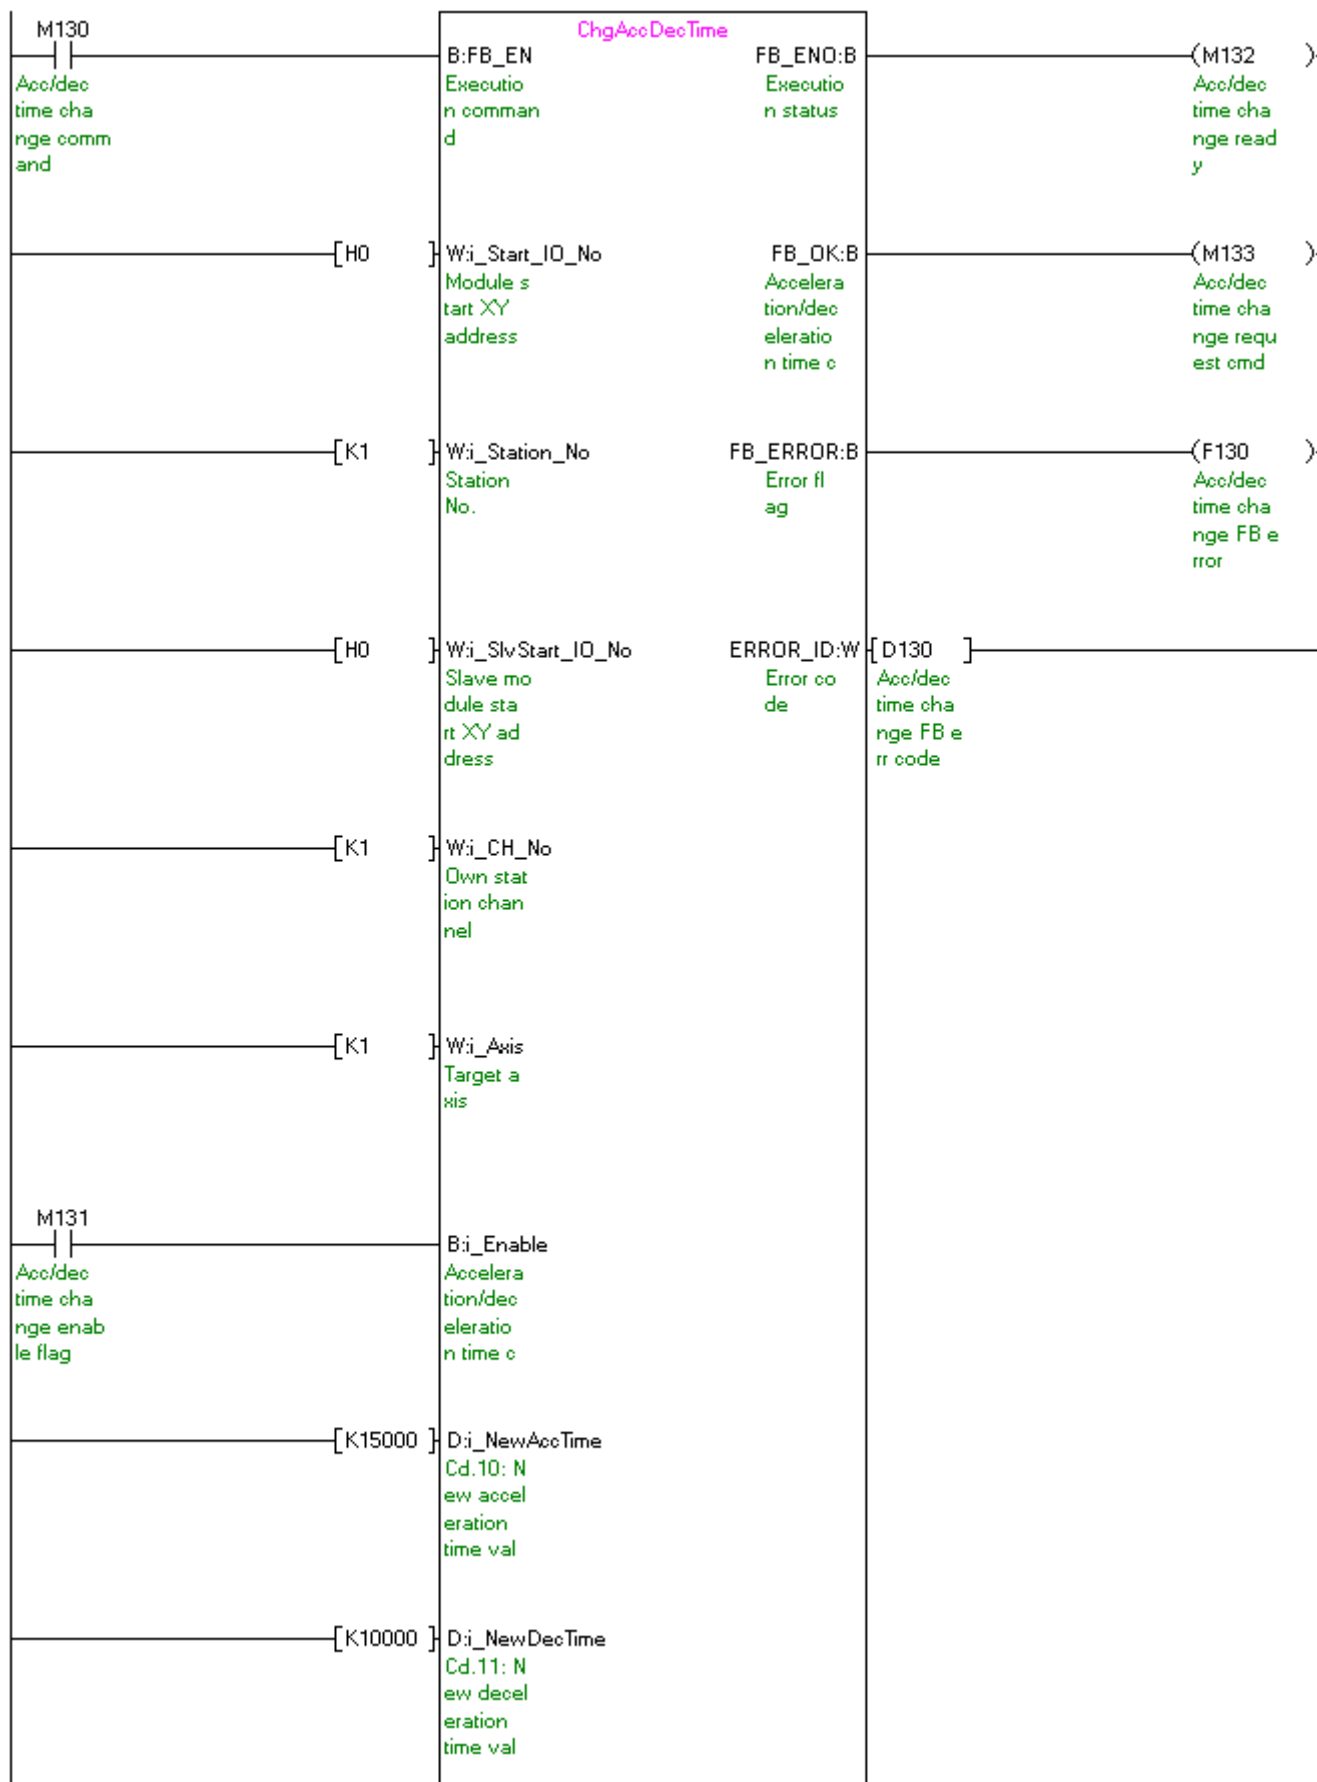 M130
ChgAccDecTime
B:FB_EN
FB_ENO:B
(M132 )
Acc/dec
time cha
nge comm
and
Executio
n comman
d
Executio
n status
Acc/dec
time cha
nge read
y
[H0 ]
W:i_Start_IO_No
FB_OK:B
(M133 )
Module s
tart XY
address
Accelera
tion/dec
eleratio
n time c
Acc/dec
time cha
nge requ
est cmd
[K1 ]
W:i_Station_No
FB_ERROR:B
(F130 )
Station
No.
Error fl
ag
Acc/dec
time cha
nge FB e
rror
[H0 ]
W:i_SlvStart_IO_No
ERROR_ID:W
[D130 ]
Slave mo
dule sta
rt XY ad
dress
Error co
de
Acc/dec
time cha
nge FB e
rr code
[K1 ]
W:i_CH_No
Own stat
ion chan
nel
[K1 ]
W:i_Axis
Target a
xis
M131
B:i_Enable
Acc/dec
time cha
nge enab
le flag
Accelera
tion/dec
eleratio
n time c
[K15000 ]
D:i_NewAccTime
Cd.10: N
ew accel
eration
time val
[K10000 ]
D:i_NewDecTime
Cd.11: N
ew decel
eration
time val